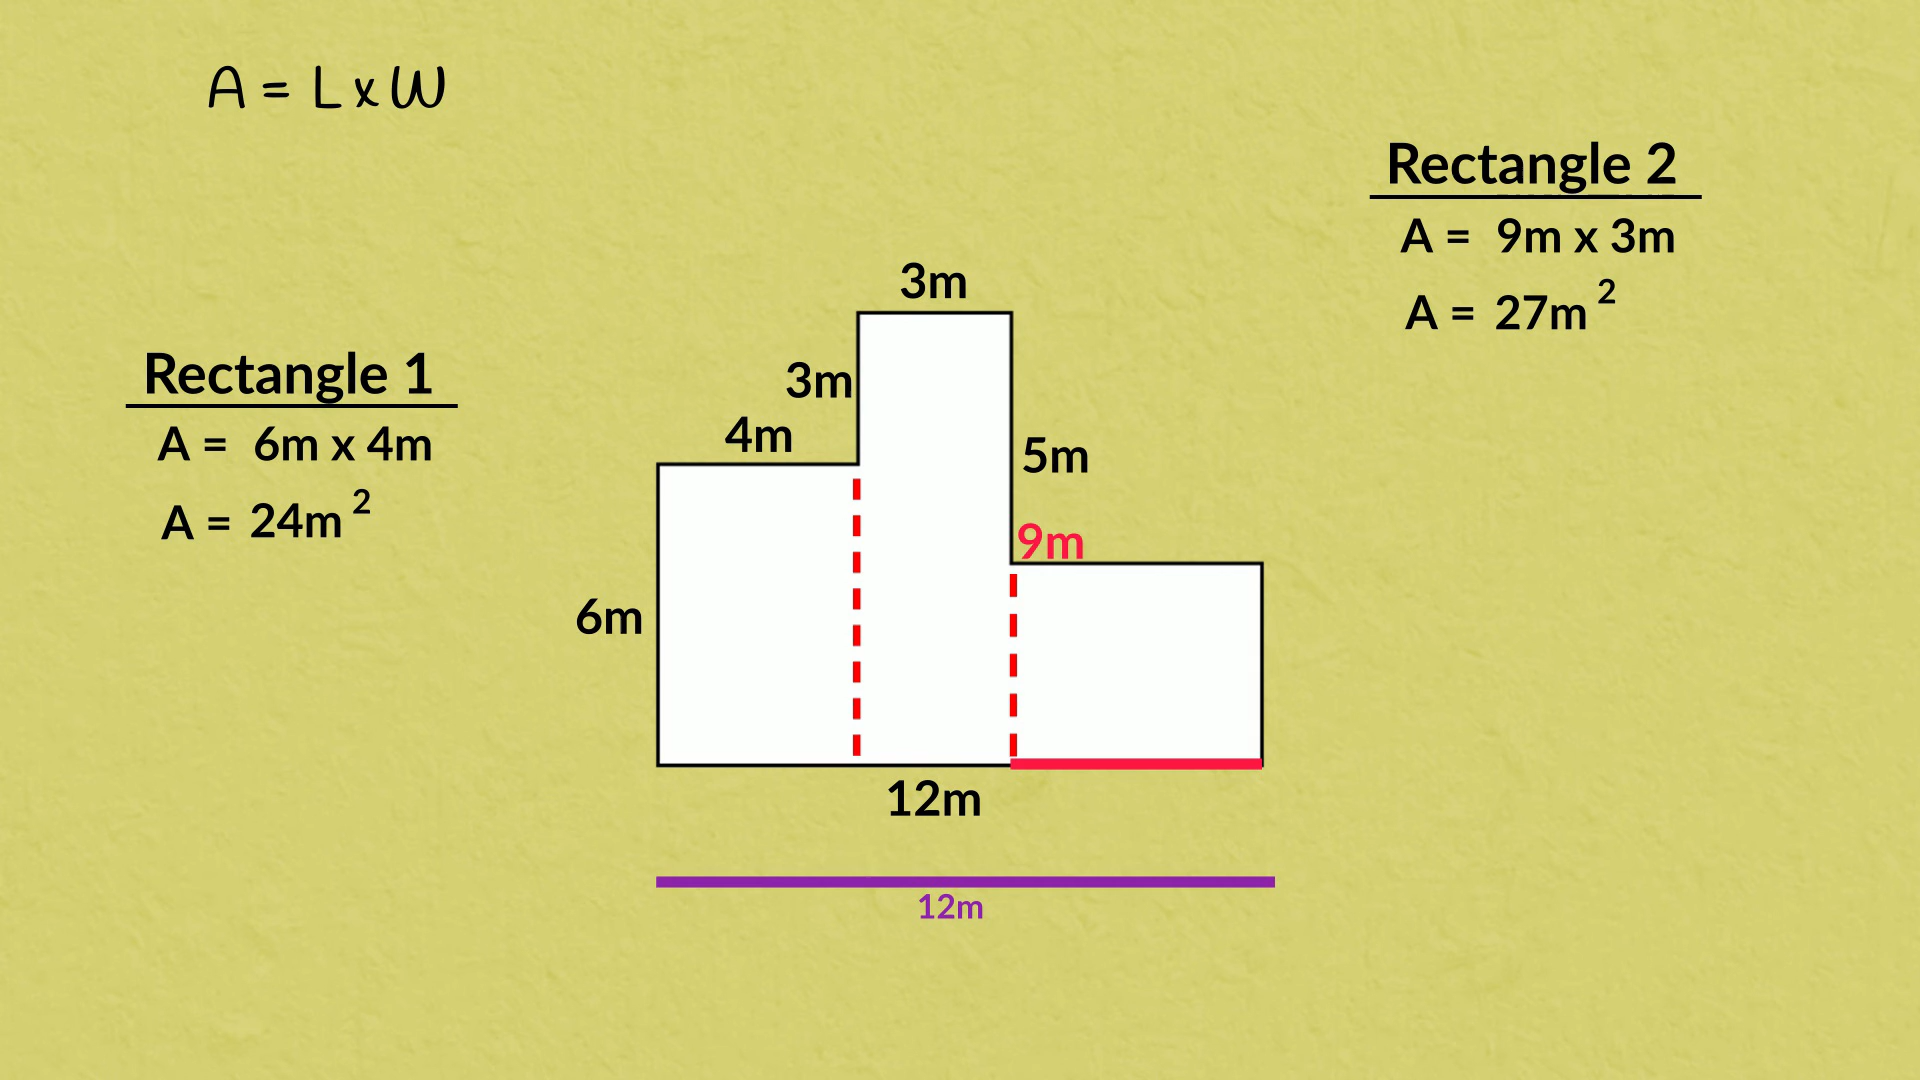 A = L x W
Rectangle 1
A = 6m x 4m
A = 24m 2
Rectangle 2
A = 9m x 3m
A = 27m 2
3m
3m
4m
5m
9m
6m
12m
12m